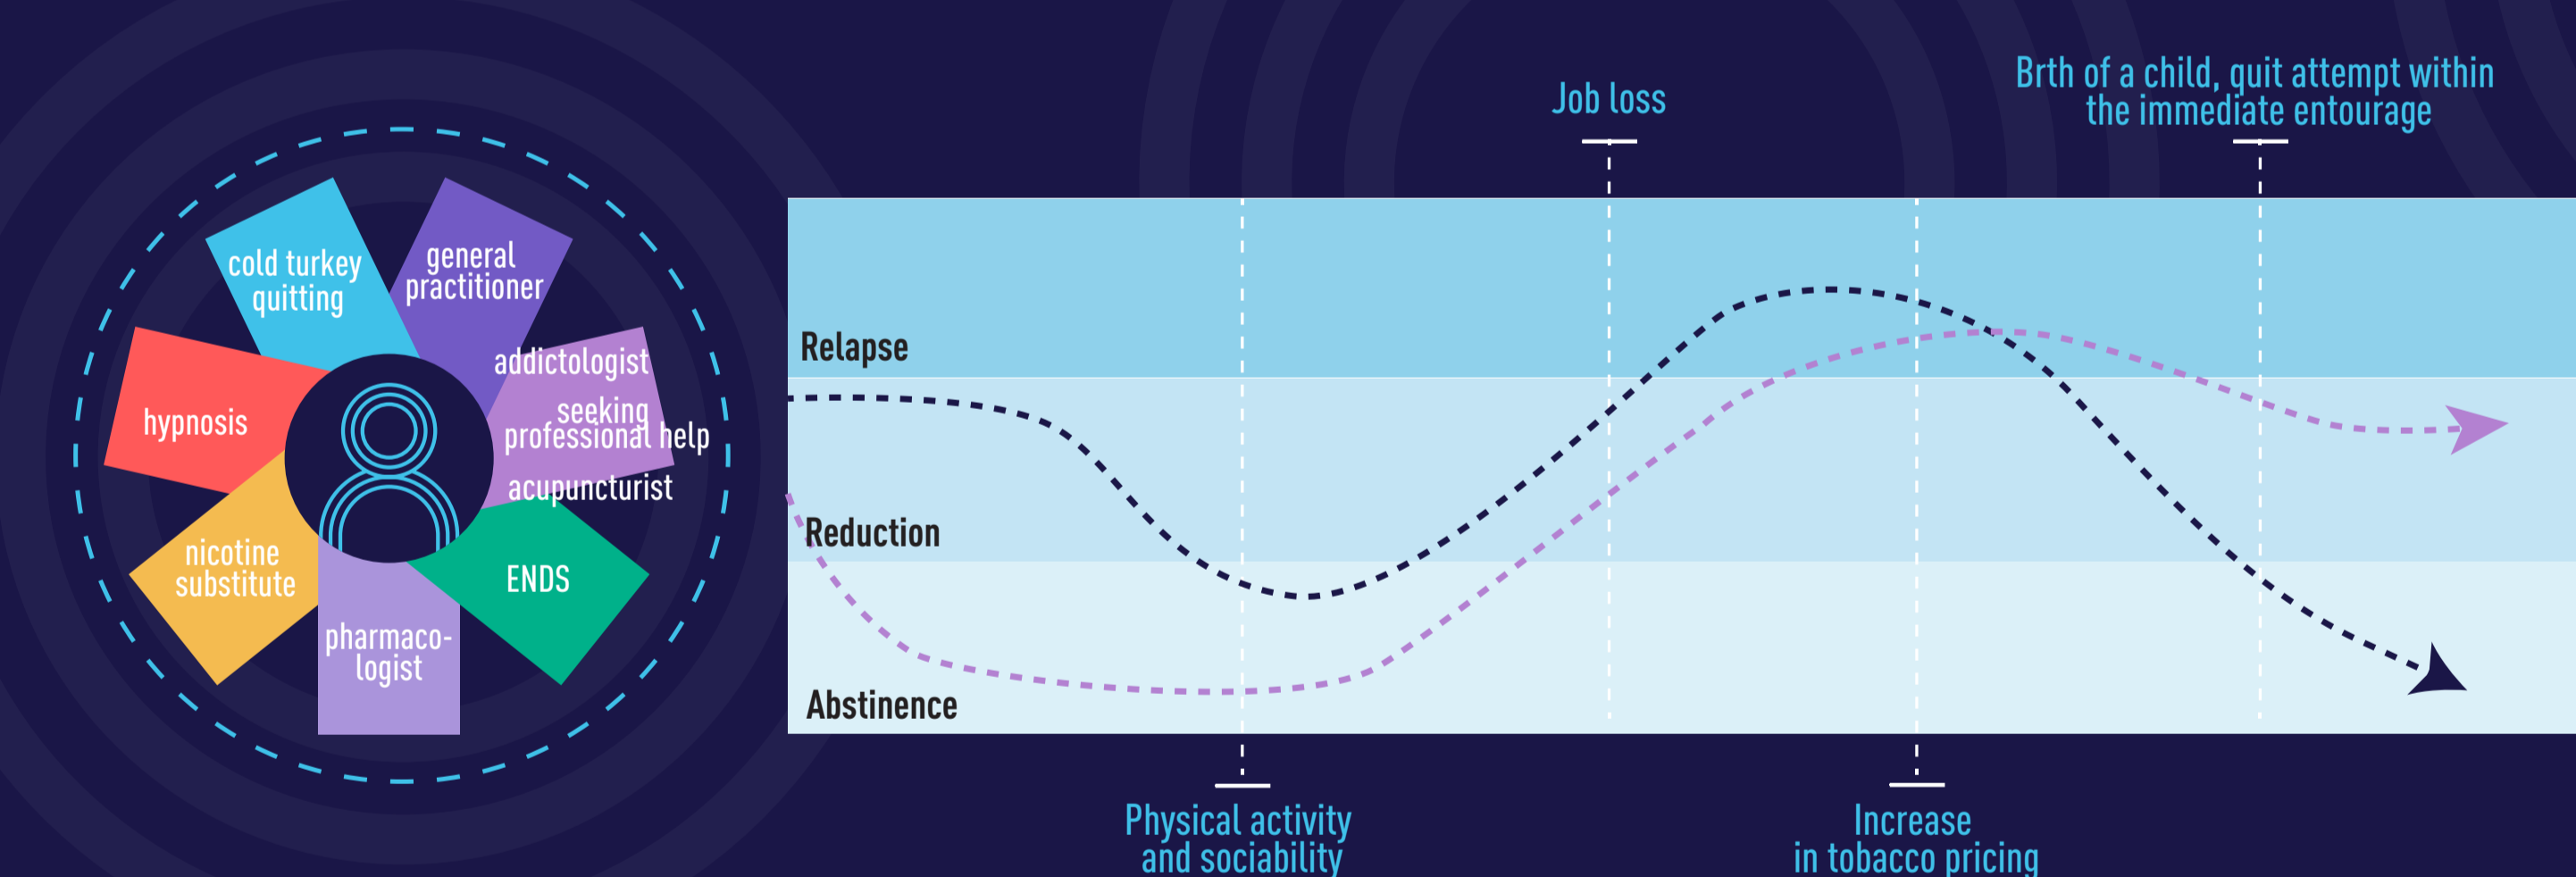 cold turkey
quitting
general
practitioner
addictologist
seeking
professional help
acupuncturist
hypnosis
nicotine
substitute
ENDS
pharmaco-
logist
Job loss
Brth of a child, quit attempt within
the immediate entourage
Relapse
Reduction
Abstinence
Physical activity
and sociability
Increase
in tobacco pricing